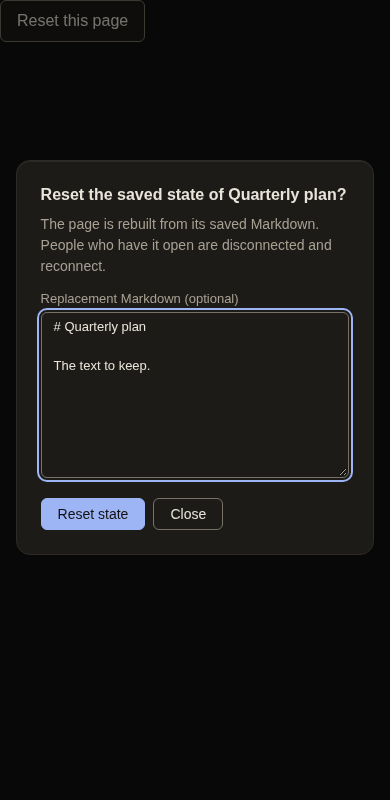 Reset this page
Reset the saved state of Quarterly plan?
The page is rebuilt from its saved Markdown.
People who have it open are disconnected and
reconnect.
Replacement Markdown (optional)
# Quarterly plan
The text to keep.
Reset state
Close